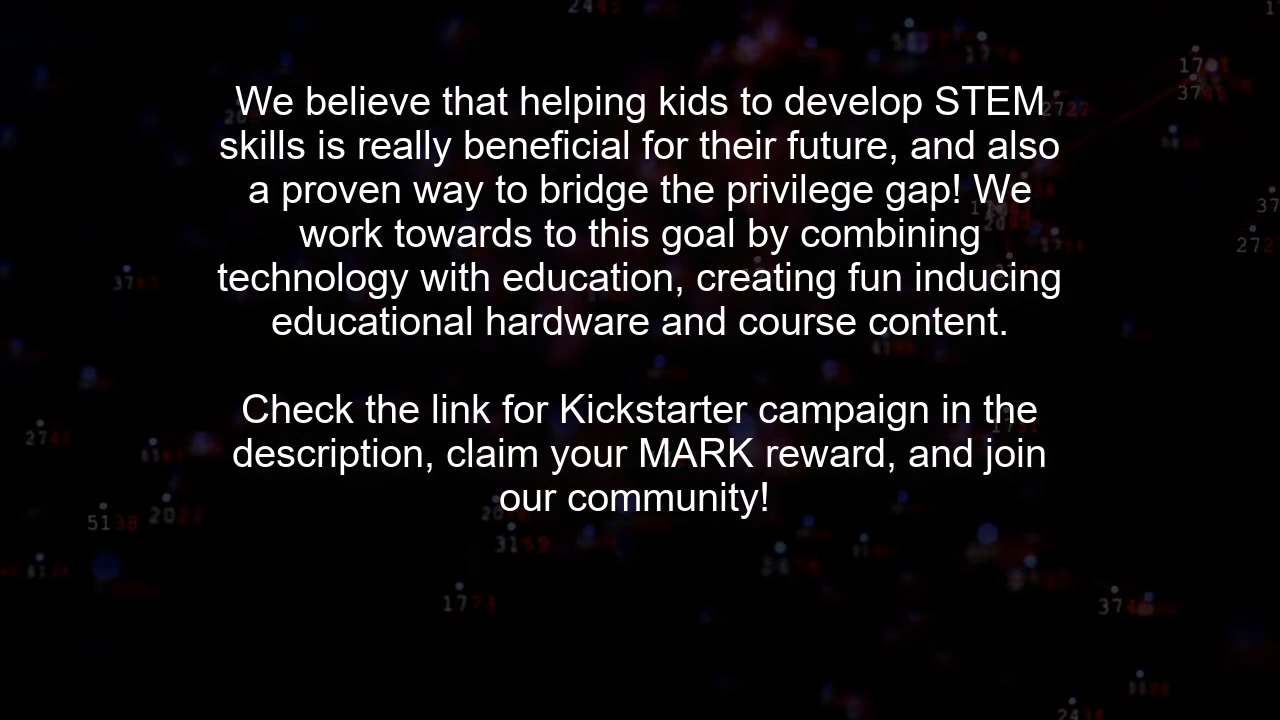 We believe that helping kids to develop STEM
skills is really beneficial for their future, and also
a proven way to bridge the privilege gap! We
work towards to this goal by combining
technology with education, creating fun inducing
educational hardware and course content.
Check the link for Kickstarter campaign in the
description, claim your MARK reward, and join
our community!